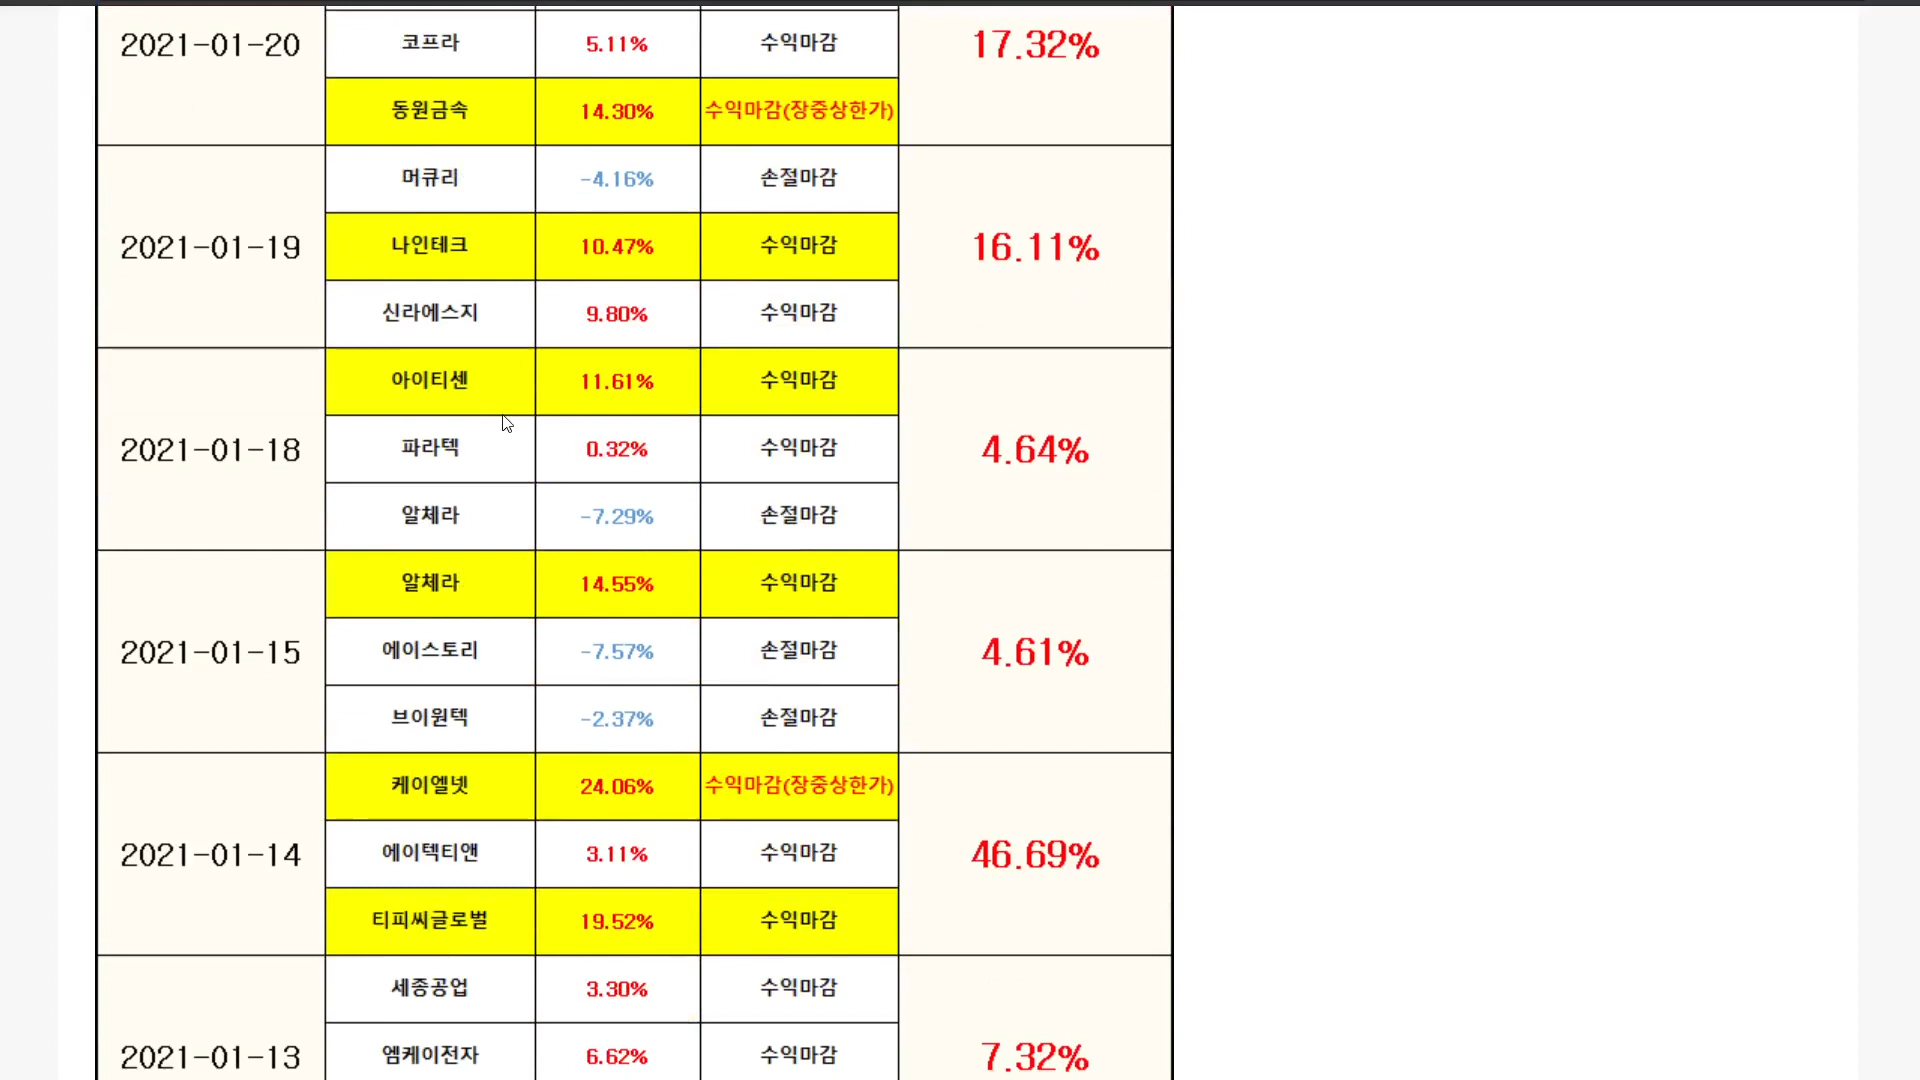 2021-01-20 코프라 5.11% 수익마감 17.32%
동원금속 14.30% 수익마감(장중상한가)
머큐리 -4.16% 손절마감
2021-01-19 나인테크 10.47% 수익마감 16.11%
신라에스지 9.80% 수익마감
아이티센 11.61% 수익마감
2021-01-18 파라텍 0.32% 수익마감 4.64%
알체라 -7.29% 손절마감
알체라 14.55% 수익마감
2021-01-15 에이스토리 -7.57% 손절마감 4.61%
브이원텍 -2.37% 손절마감
케이엘넷 24.06% 수익마감(장중상한가)
2021-01-14 에이텍티앤 3.11% 수익마감 46.69%
티피씨글로벌 19.52% 수익마감
세종공업 3.30% 수익마감
2021-01-13 엠케이전자 6.62% 수익마감 7.32%